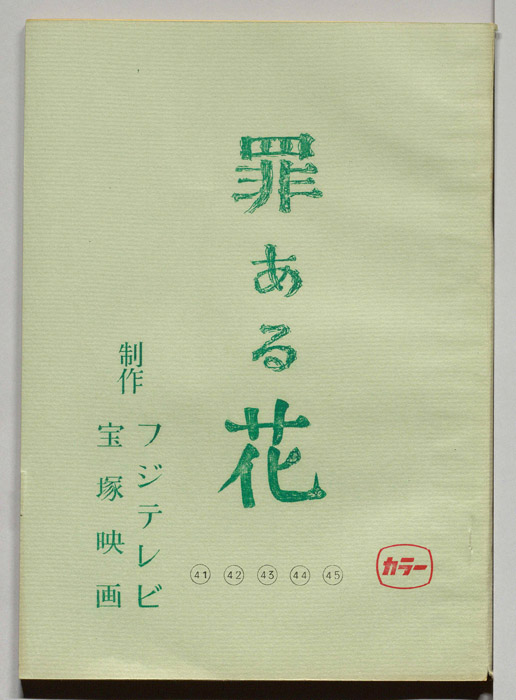 罪ある花
制作
フジテレビ
宝塚映画
㊶ ㊷ ㊸ ㊹ ㊺
カラー